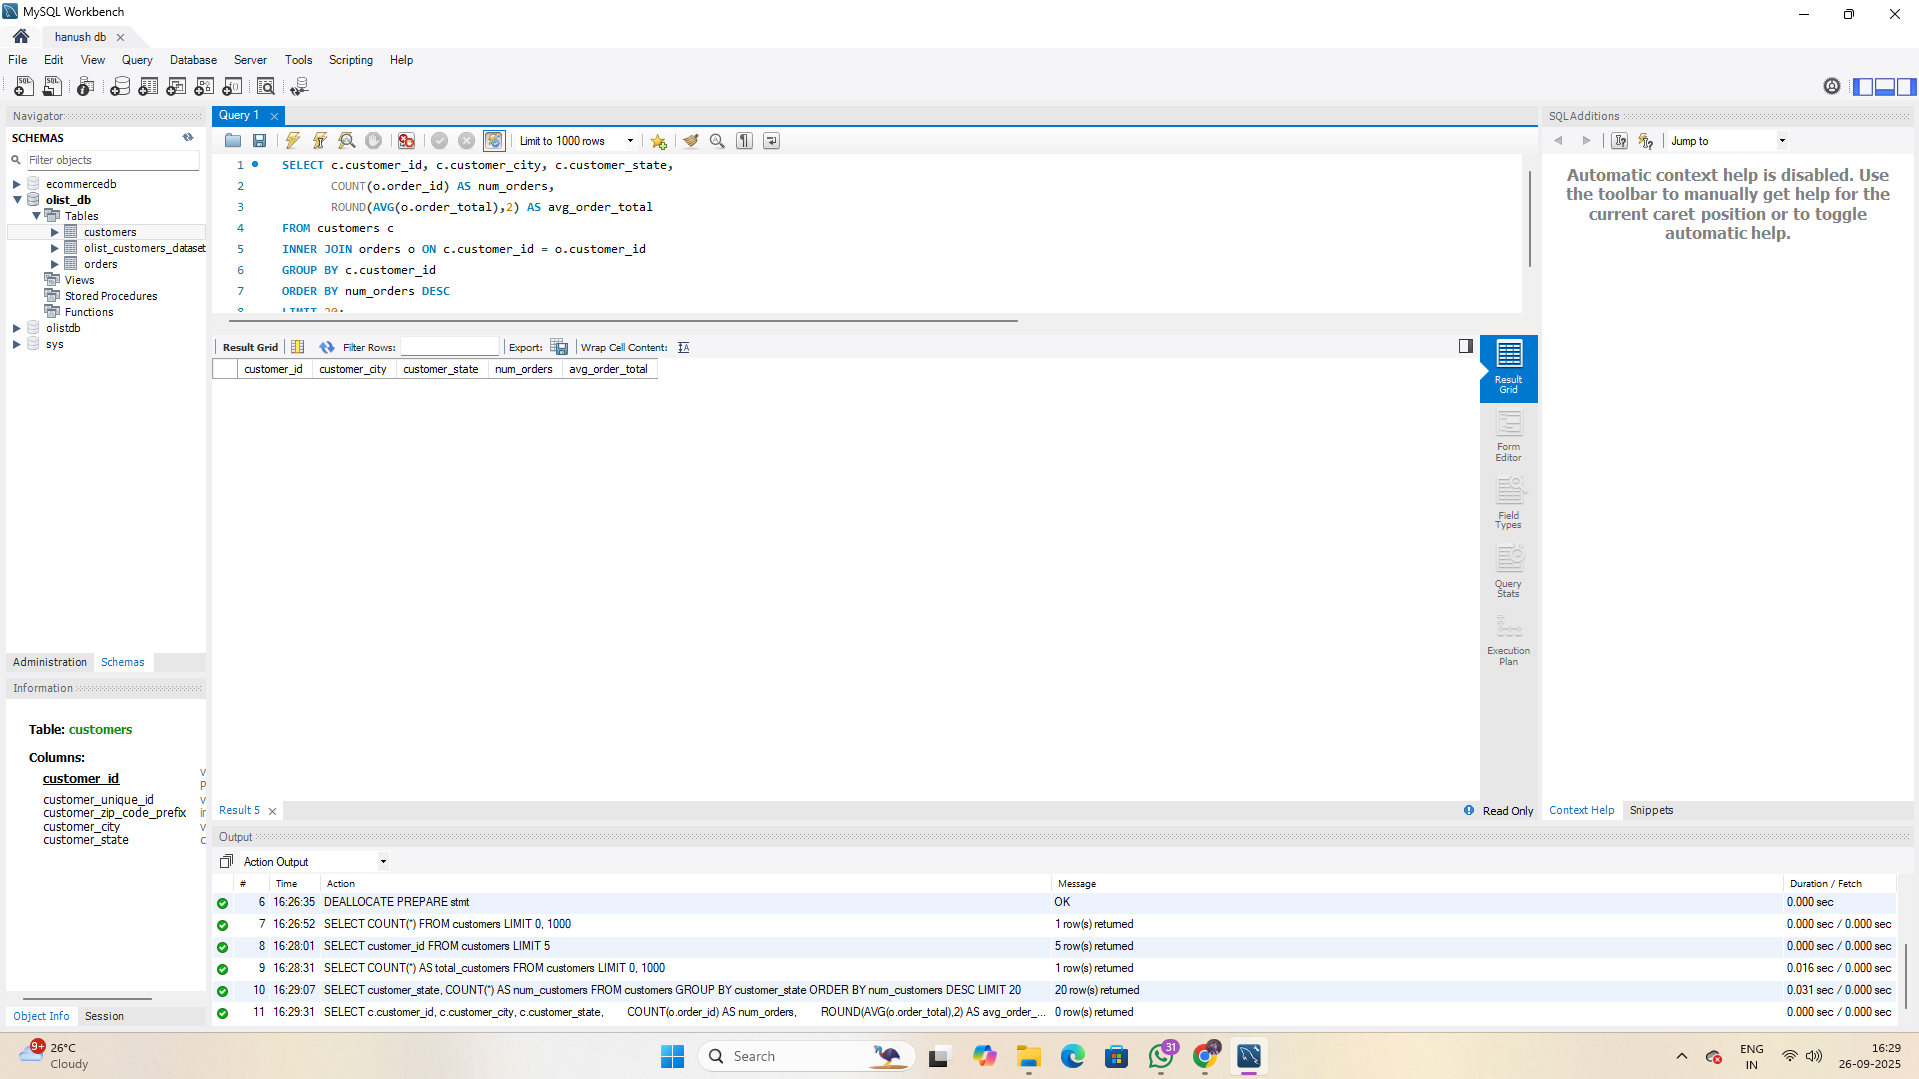 MySQL Workbench
hanush db
File Edit View Query Database Server Tools Scripting Help
Navigator
SCHEMAS
Filter objects
ecommercedb
olist_db
Tables
customers
olist_customers_dataset
orders
Views
Stored Procedures
Functions
olistdb
sys
Administration Schemas
Information
Table: customers
Columns:
customer_id
customer_unique_id
customer_zip_code_prefix
customer_city
customer_state
Object Info Session
Query 1
Limit to 1000 rows
1 SELECT c.customer_id, c.customer_city, c.customer_state,
2 COUNT(o.order_id) AS num_orders,
3 ROUND(AVG(o.order_total),2) AS avg_order_total
4 FROM customers c
5 INNER JOIN orders o ON c.customer_id = o.customer_id
6 GROUP BY c.customer_id
7 ORDER BY num_orders DESC
8 LIMIT 20;
Result Grid Filter Rows: Export: Wrap Cell Content:
customer_id customer_city customer_state num_orders avg_order_total
Result Grid
Form Editor
Field Types
Query Stats
Execution Plan
Result 5
Read Only
SQLAdditions
Jump to
Automatic context help is disabled. Use
the toolbar to manually get help for the
current caret position or to toggle
automatic help.
Context Help Snippets
Output
Action Output
# Time Action Message Duration / Fetch
6 16:26:35 DEALLOCATE PREPARE stmt OK 0.000 sec
7 16:26:52 SELECT COUNT(*) FROM customers LIMIT 0, 1000 1 row(s) returned 0.000 sec / 0.000 sec
8 16:28:01 SELECT customer_id FROM customers LIMIT 5 5 row(s) returned 0.000 sec / 0.000 sec
9 16:28:31 SELECT COUNT(*) AS total_customers FROM customers LIMIT 0, 1000 1 row(s) returned 0.016 sec / 0.000 sec
10 16:29:07 SELECT customer_state, COUNT(*) AS num_customers FROM customers GROUP BY customer_state ORDER BY num_customers DESC LIMIT 20 20 row(s) returned 0.031 sec / 0.000 sec
11 16:29:31 SELECT c.customer_id, c.customer_city, c.customer_state, COUNT(o.order_id) AS num_orders, ROUND(AVG(o.order_total),2) AS avg_order_... 0 row(s) returned 0.000 sec / 0.000 sec
9+
26°C
Cloudy
Search
31
ENG
IN
16:29
26-09-2025